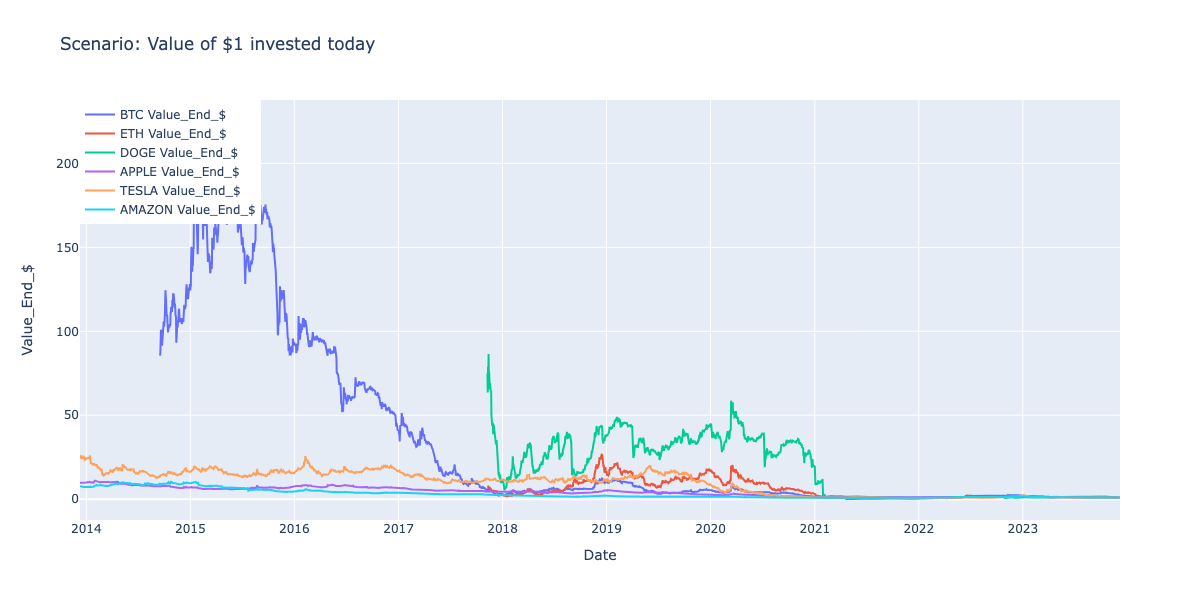 Scenario: Value of $1 invested today
BTC Value_End_$
ETH Value_End_$
DOGE Value_End_$
APPLE Value_End_$
TESLA Value_End_$
AMAZON Value_End_$
200
150
100
50
0
Value_End_$
2014 2015 2016 2017 2018 2019 2020 2021 2022 2023
Date